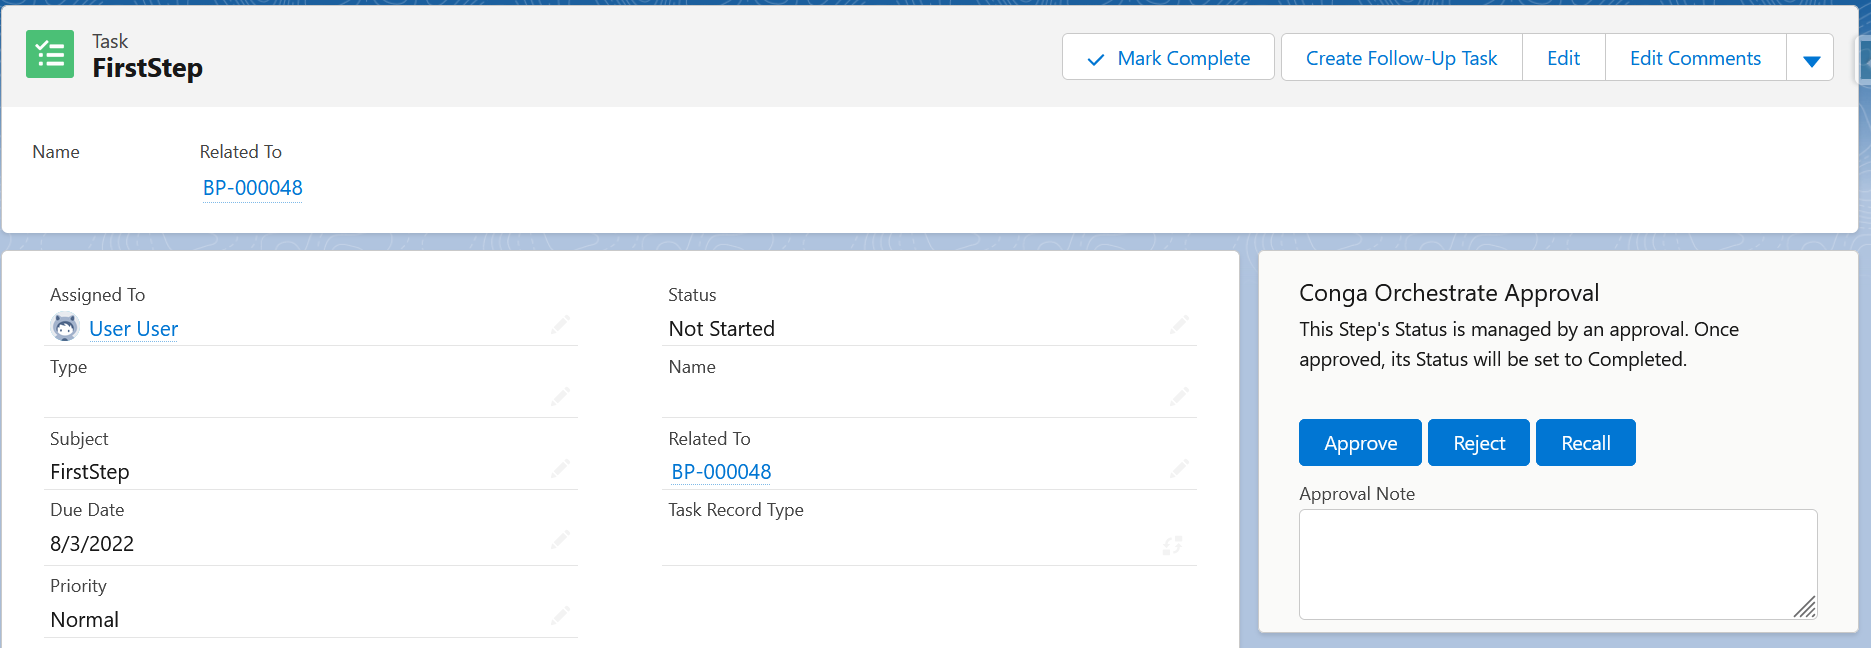 Task
FirstStep
Mark Complete
Create Follow-Up Task
Edit
Edit Comments
Name
Related To
BP-000048
Assigned To
User User
Status
Not Started
Type
Name
Subject
FirstStep
Related To
BP-000048
Due Date
8/3/2022
Task Record Type
Priority
Normal
Conga Orchestrate Approval
This Step's Status is managed by an approval. Once
approved, its Status will be set to Completed.
Approve
Reject
Recall
Approval Note